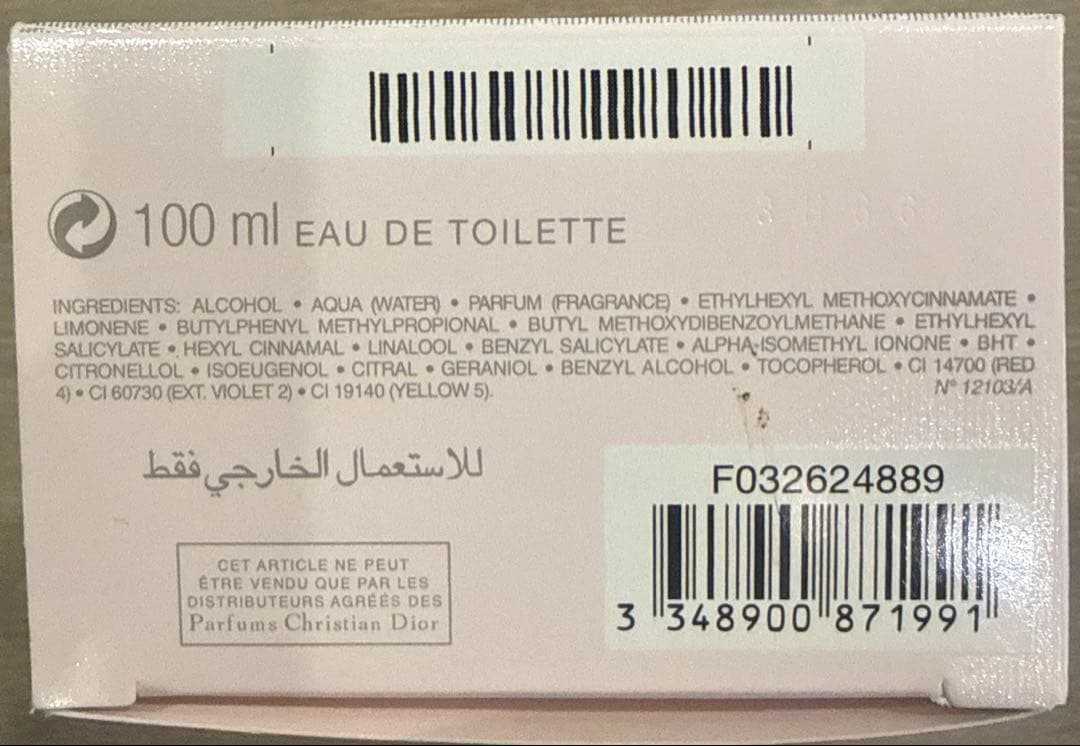 100 ml EAU DE TOILETTE
INGREDIENTS: ALCOHOL • AQUA (WATER) • PARFUM (FRAGRANCE) • ETHYLHEXYL METHOXYCINNAMATE •
LIMONENE • BUTYLPHENYL METHYLPROPIONAL • BUTYL METHOXYDIBENZOYLMETHANE • ETHYLHEXYL
SALICYLATE • HEXYL CINNAMAL • LINALOOL • BENZYL SALICYLATE • ALPHA-ISOMETHYL IONONE • BHT •
CITRONELLOL • ISOEUGENOL • CITRAL • GERANIOL • BENZYL ALCOHOL • TOCOPHEROL • CI 14700 (RED
4) • CI 60730 (EXT. VIOLET 2) • CI 19140 (YELLOW 5).
N° 12103/A
للاستعمال الخارجي فقط
CET ARTICLE NE PEUT
ÊTRE VENDU QUE PAR LES
DISTRIBUTEURS AGRÉÉS DES
Parfums Christian Dior
F032624889
3 348900 871991